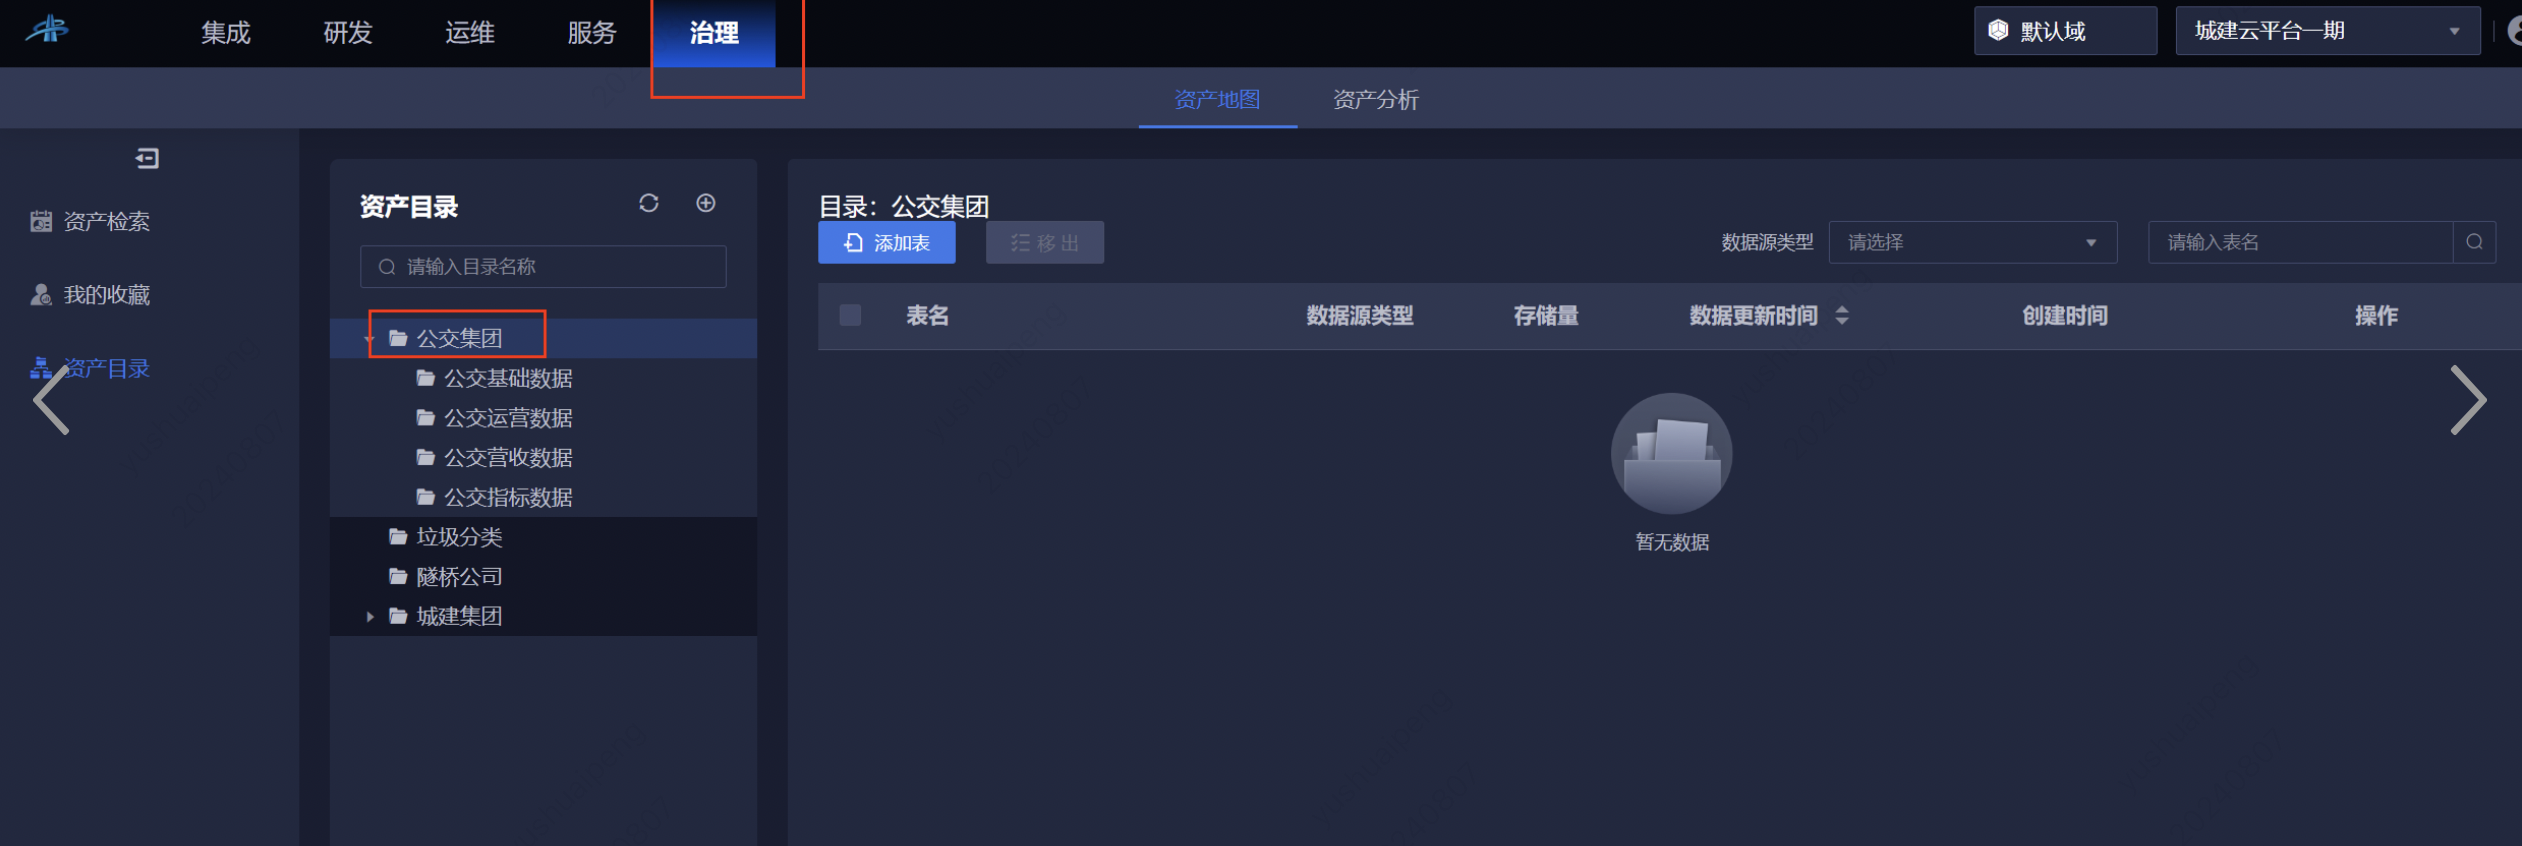 集成 研发 运维 服务 治理 默认域 城建云平台一期
资产地图 资产分析
资产检索
我的收藏
资产目录
资产目录
请输入目录名称
公交集团
公交基础数据
公交运营数据
公交营收数据
公交指标数据
垃圾分类
隧桥公司
城建集团
目录：公交集团
添加表 移出 数据源类型 请选择 请输入表名
表名 数据源类型 存储量 数据更新时间 创建时间 操作
暂无数据